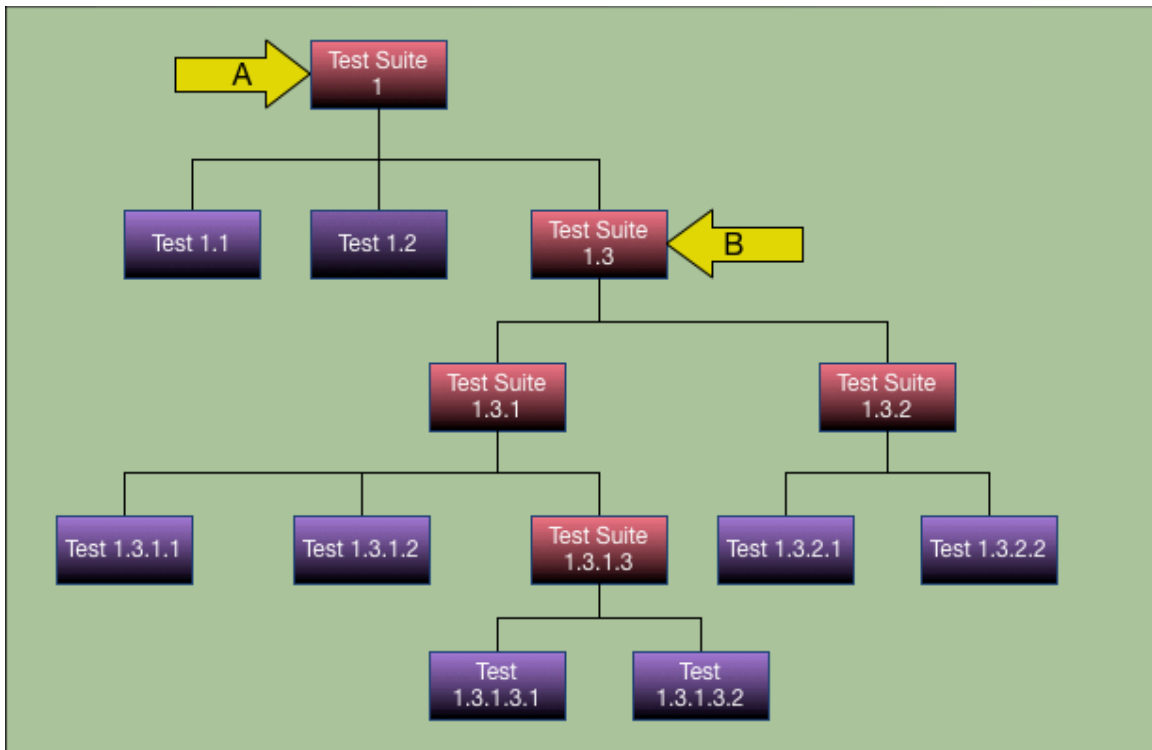 A
Test Suite
1
Test 1.1
Test 1.2
Test Suite
1.3
B
Test Suite
1.3.1
Test Suite
1.3.2
Test 1.3.1.1
Test 1.3.1.2
Test Suite
1.3.1.3
Test 1.3.2.1
Test 1.3.2.2
Test
1.3.1.3.1
Test
1.3.1.3.2